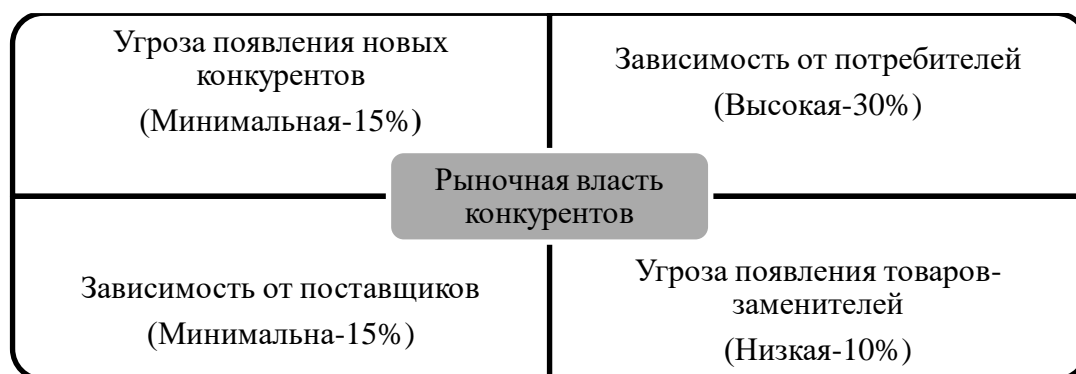 Угроза появления новых
конкурентов
(Минимальная-15%)
Зависимость от потребителей
(Высокая-30%)
Рыночная власть
конкурентов
Зависимость от поставщиков
(Минимальна-15%)
Угроза появления товаров-
заменителей
(Низкая-10%)